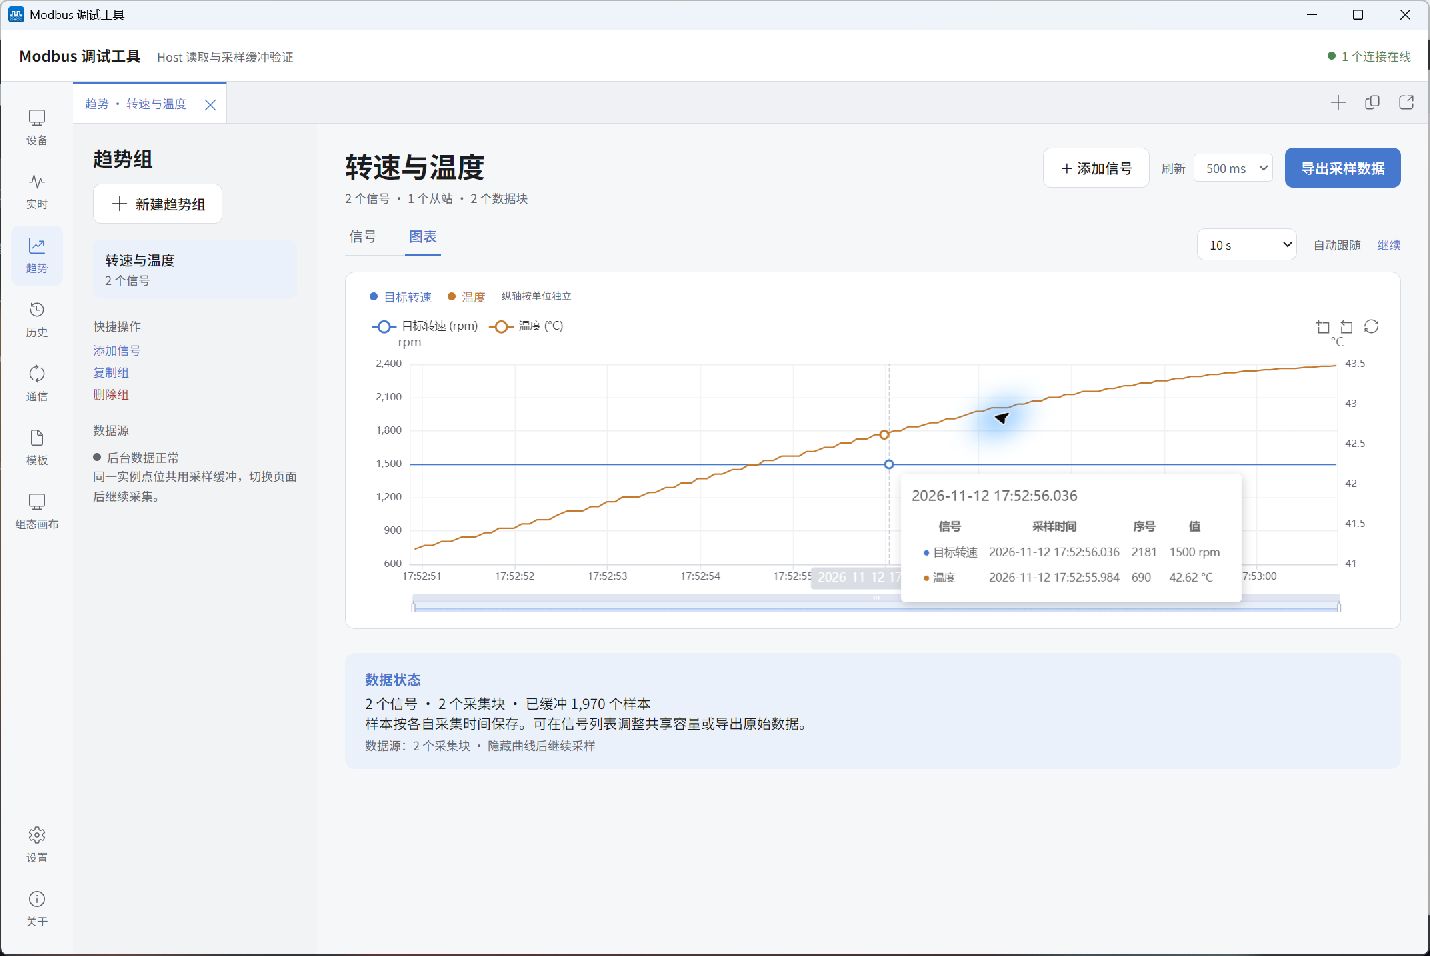 Modbus 调试工具
Modbus 调试工具 Host 读取与采样缓冲验证 1 个连接在线
趋势 · 转速与温度
设备
实时
趋势
历史
通信
模板
组态画布
设置
关于
趋势组
新建趋势组
转速与温度
2 个信号
快捷操作
添加信号
复制组
删除组
数据源
后台数据正常
同一实例点位共用采样缓冲，切换页面
后继续采集。
转速与温度
2 个信号 · 1 个从站 · 2 个数据块
+ 添加信号 刷新 500 ms 导出采样数据
信号 图表
10 s 自动跟随 继续
目标转速 温度 纵轴按单位独立
目标转速 (rpm) 温度 (°C)
rpm °C
2,400 43.5
2,100 43
1,800 42.5
1,500 42
1,200 41.5
900
600 41
17:52:51 17:52:52 17:52:53 17:52:54 17:52:55 2026-11-12 17 7:53:00
2026-11-12 17:52:56.036
信号 采样时间 序号 值
目标转速 2026-11-12 17:52:56.036 2181 1500 rpm
温度 2026-11-12 17:52:55.984 690 42.62 °C
数据状态
2 个信号 · 2 个采集块 · 已缓冲 1,970 个样本
样本按各自采集时间保存。可在信号列表调整共享容量或导出原始数据。
数据源：2 个采集块 · 隐藏曲线后继续采样